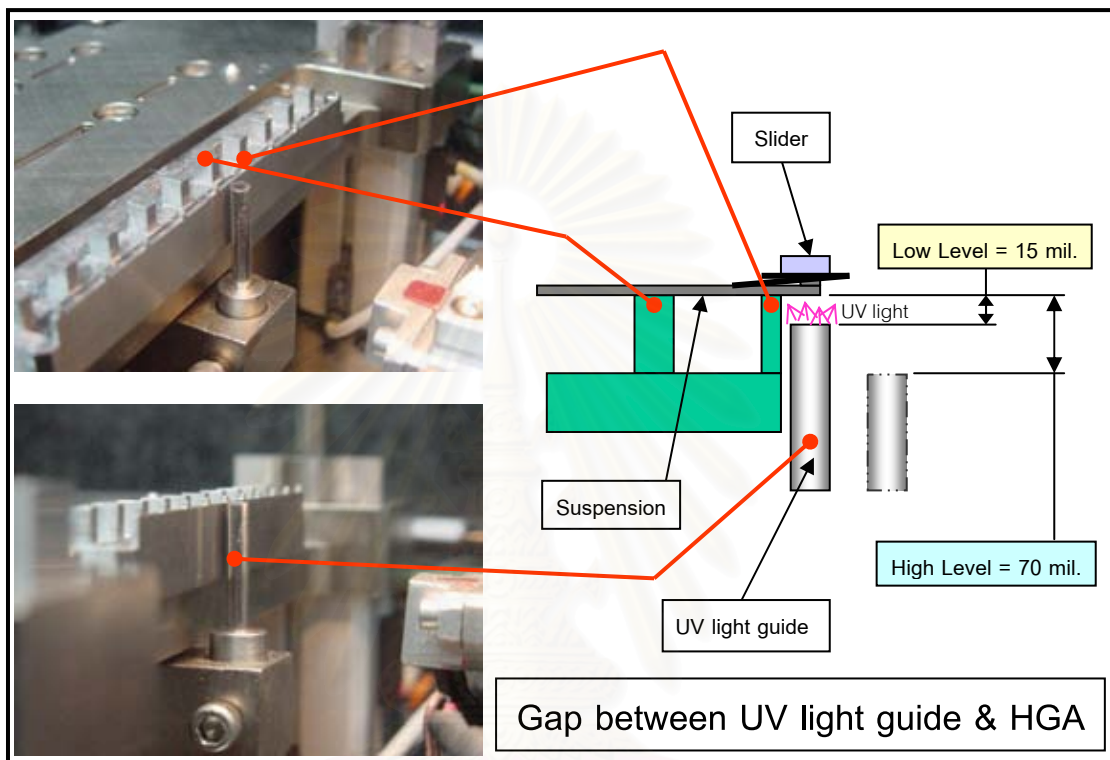 Slider
Low Level = 15 mil.
UV light
Suspension
High Level = 70 mil.
UV light guide
Gap between UV light guide & HGA